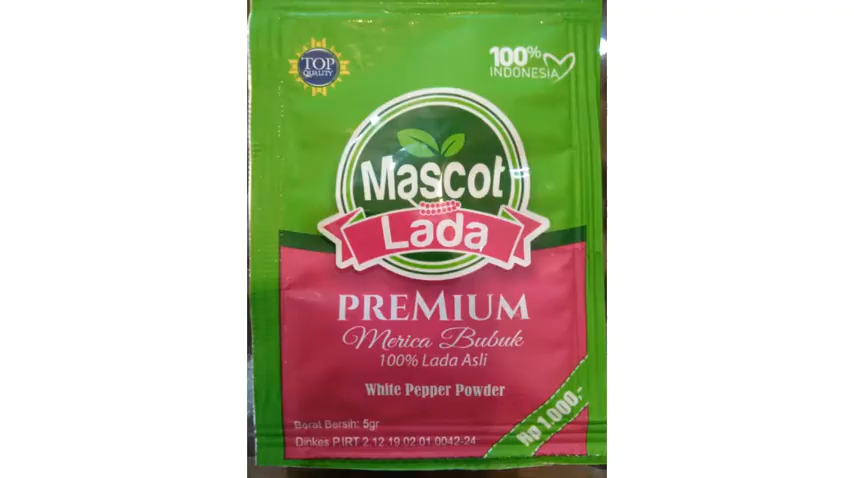 TOP
QUALITY
100%
INDONESIA
Mascot
Lada
PREMIUM
Merica Bubuk
100% Lada Asli
White Pepper Powder
Rp 1.000,-
Berat Bersih: 5gr
Dinkes P.IRT 2.12.19.02.01.0042-24